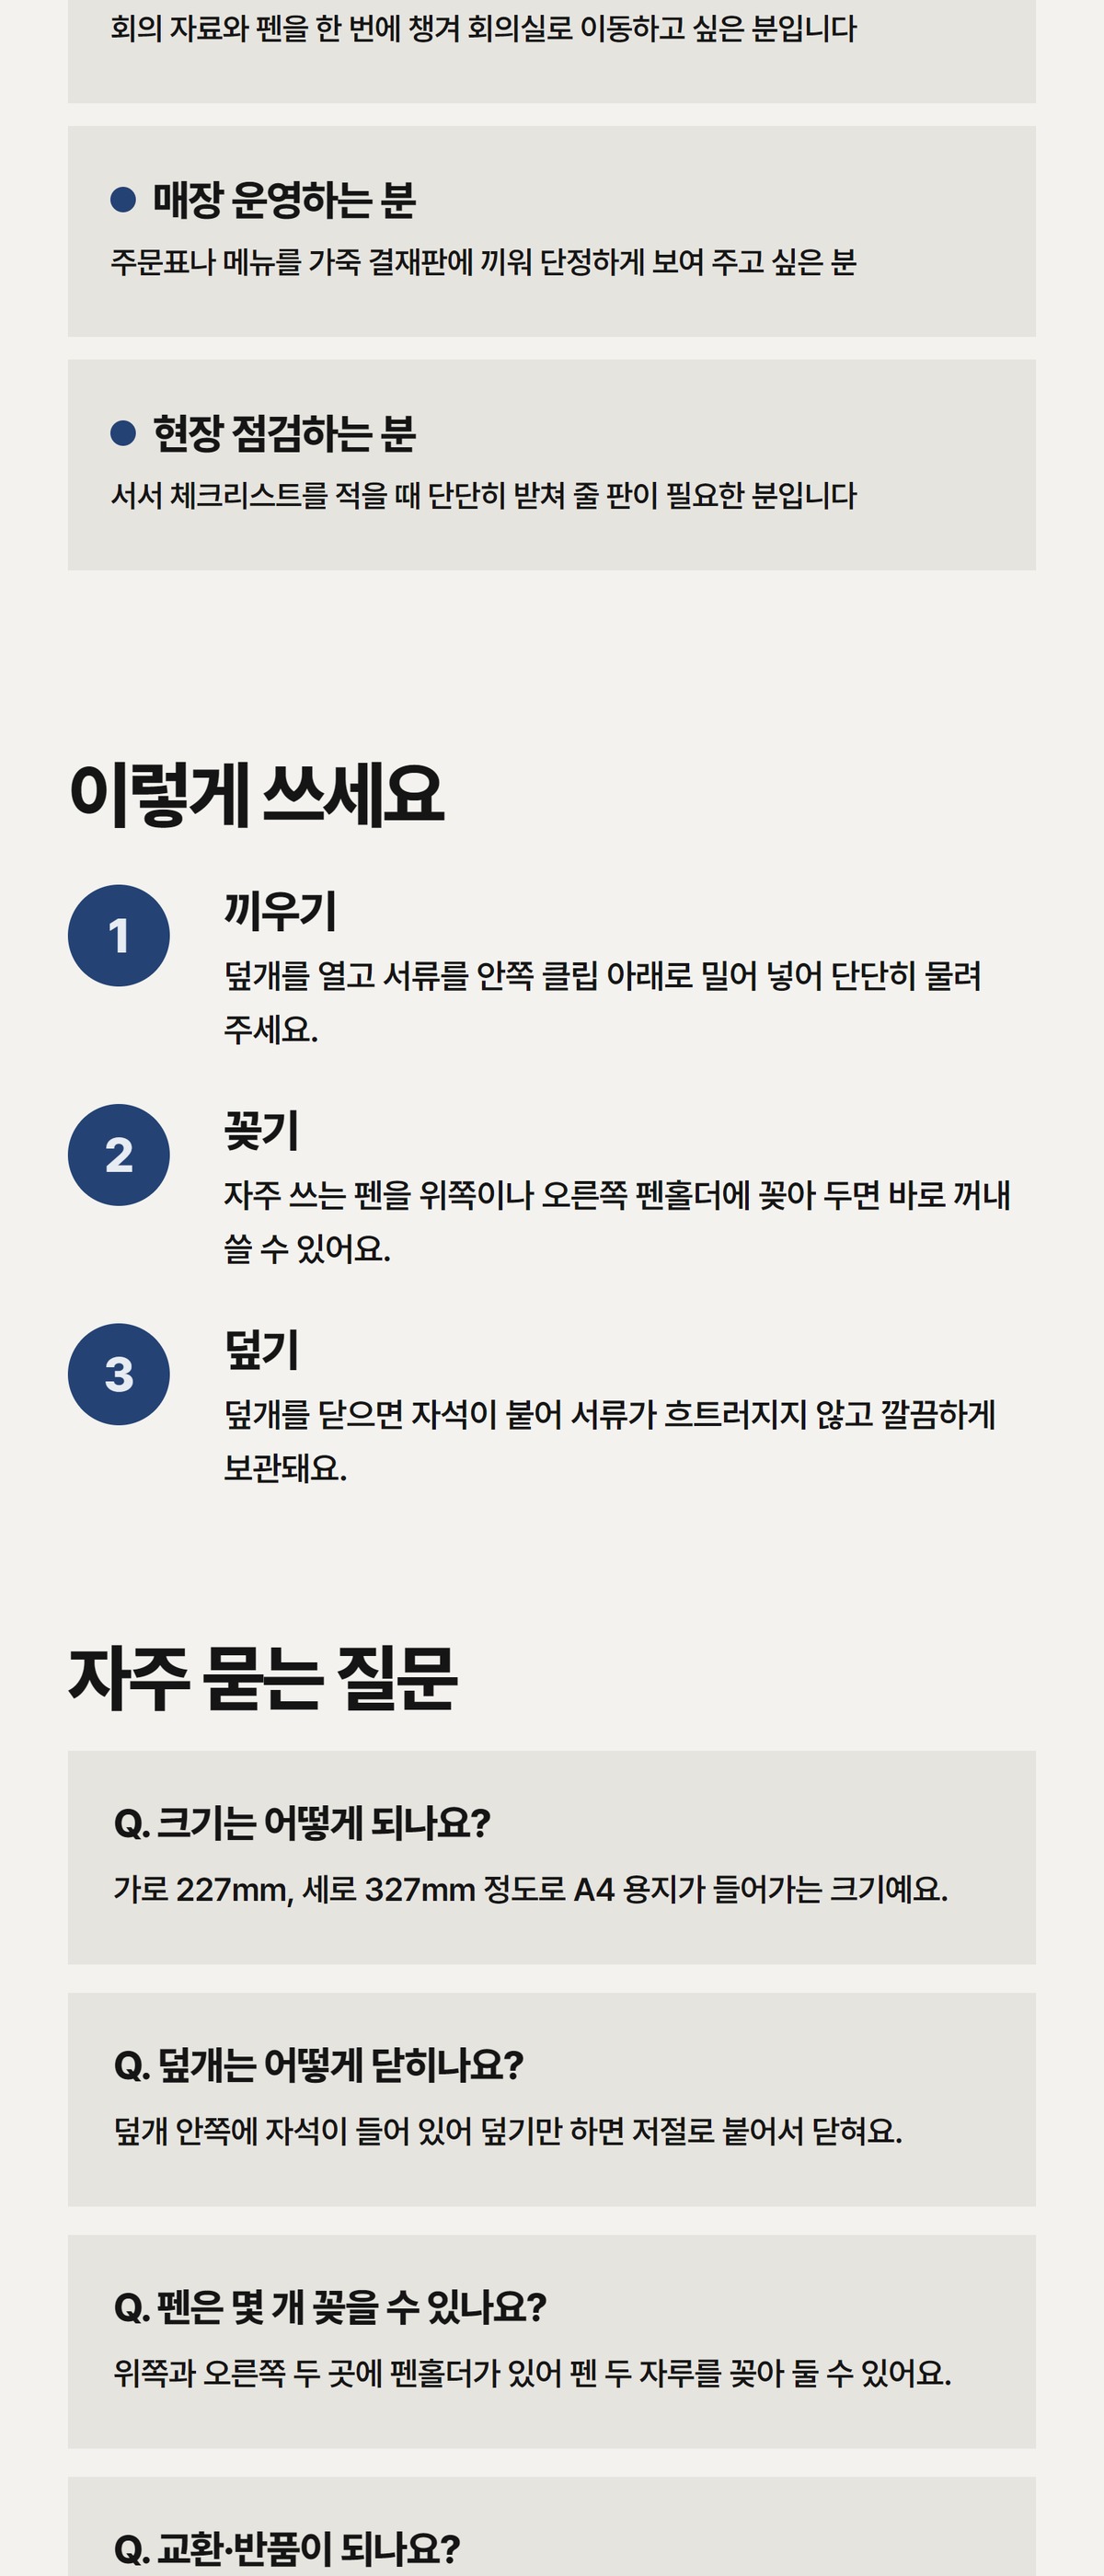 회의 자료와 펜을 한 번에 챙겨 회의실로 이동하고 싶은 분입니다
매장 운영하는 분
주문표나 메뉴를 가죽 결재판에 끼워 단정하게 보여 주고 싶은 분
현장 점검하는 분
서서 체크리스트를 적을 때 단단히 받쳐 줄 판이 필요한 분입니다
이렇게 쓰세요
1
끼우기
덮개를 열고 서류를 안쪽 클립 아래로 밀어 넣어 단단히 물려
주세요.
2
꽂기
자주 쓰는 펜을 위쪽이나 오른쪽 펜홀더에 꽂아 두면 바로 꺼내
쓸 수 있어요.
3
덮기
덮개를 닫으면 자석이 붙어 서류가 흐트러지지 않고 깔끔하게
보관돼요.
자주 묻는 질문
Q. 크기는 어떻게 되나요?
가로 227mm, 세로 327mm 정도로 A4 용지가 들어가는 크기예요.
Q. 덮개는 어떻게 닫히나요?
덮개 안쪽에 자석이 들어 있어 덮기만 하면 저절로 붙어서 닫혀요.
Q. 펜은 몇 개 꽂을 수 있나요?
위쪽과 오른쪽 두 곳에 펜홀더가 있어 펜 두 자루를 꽂아 둘 수 있어요.
Q. 교환·반품이 되나요?